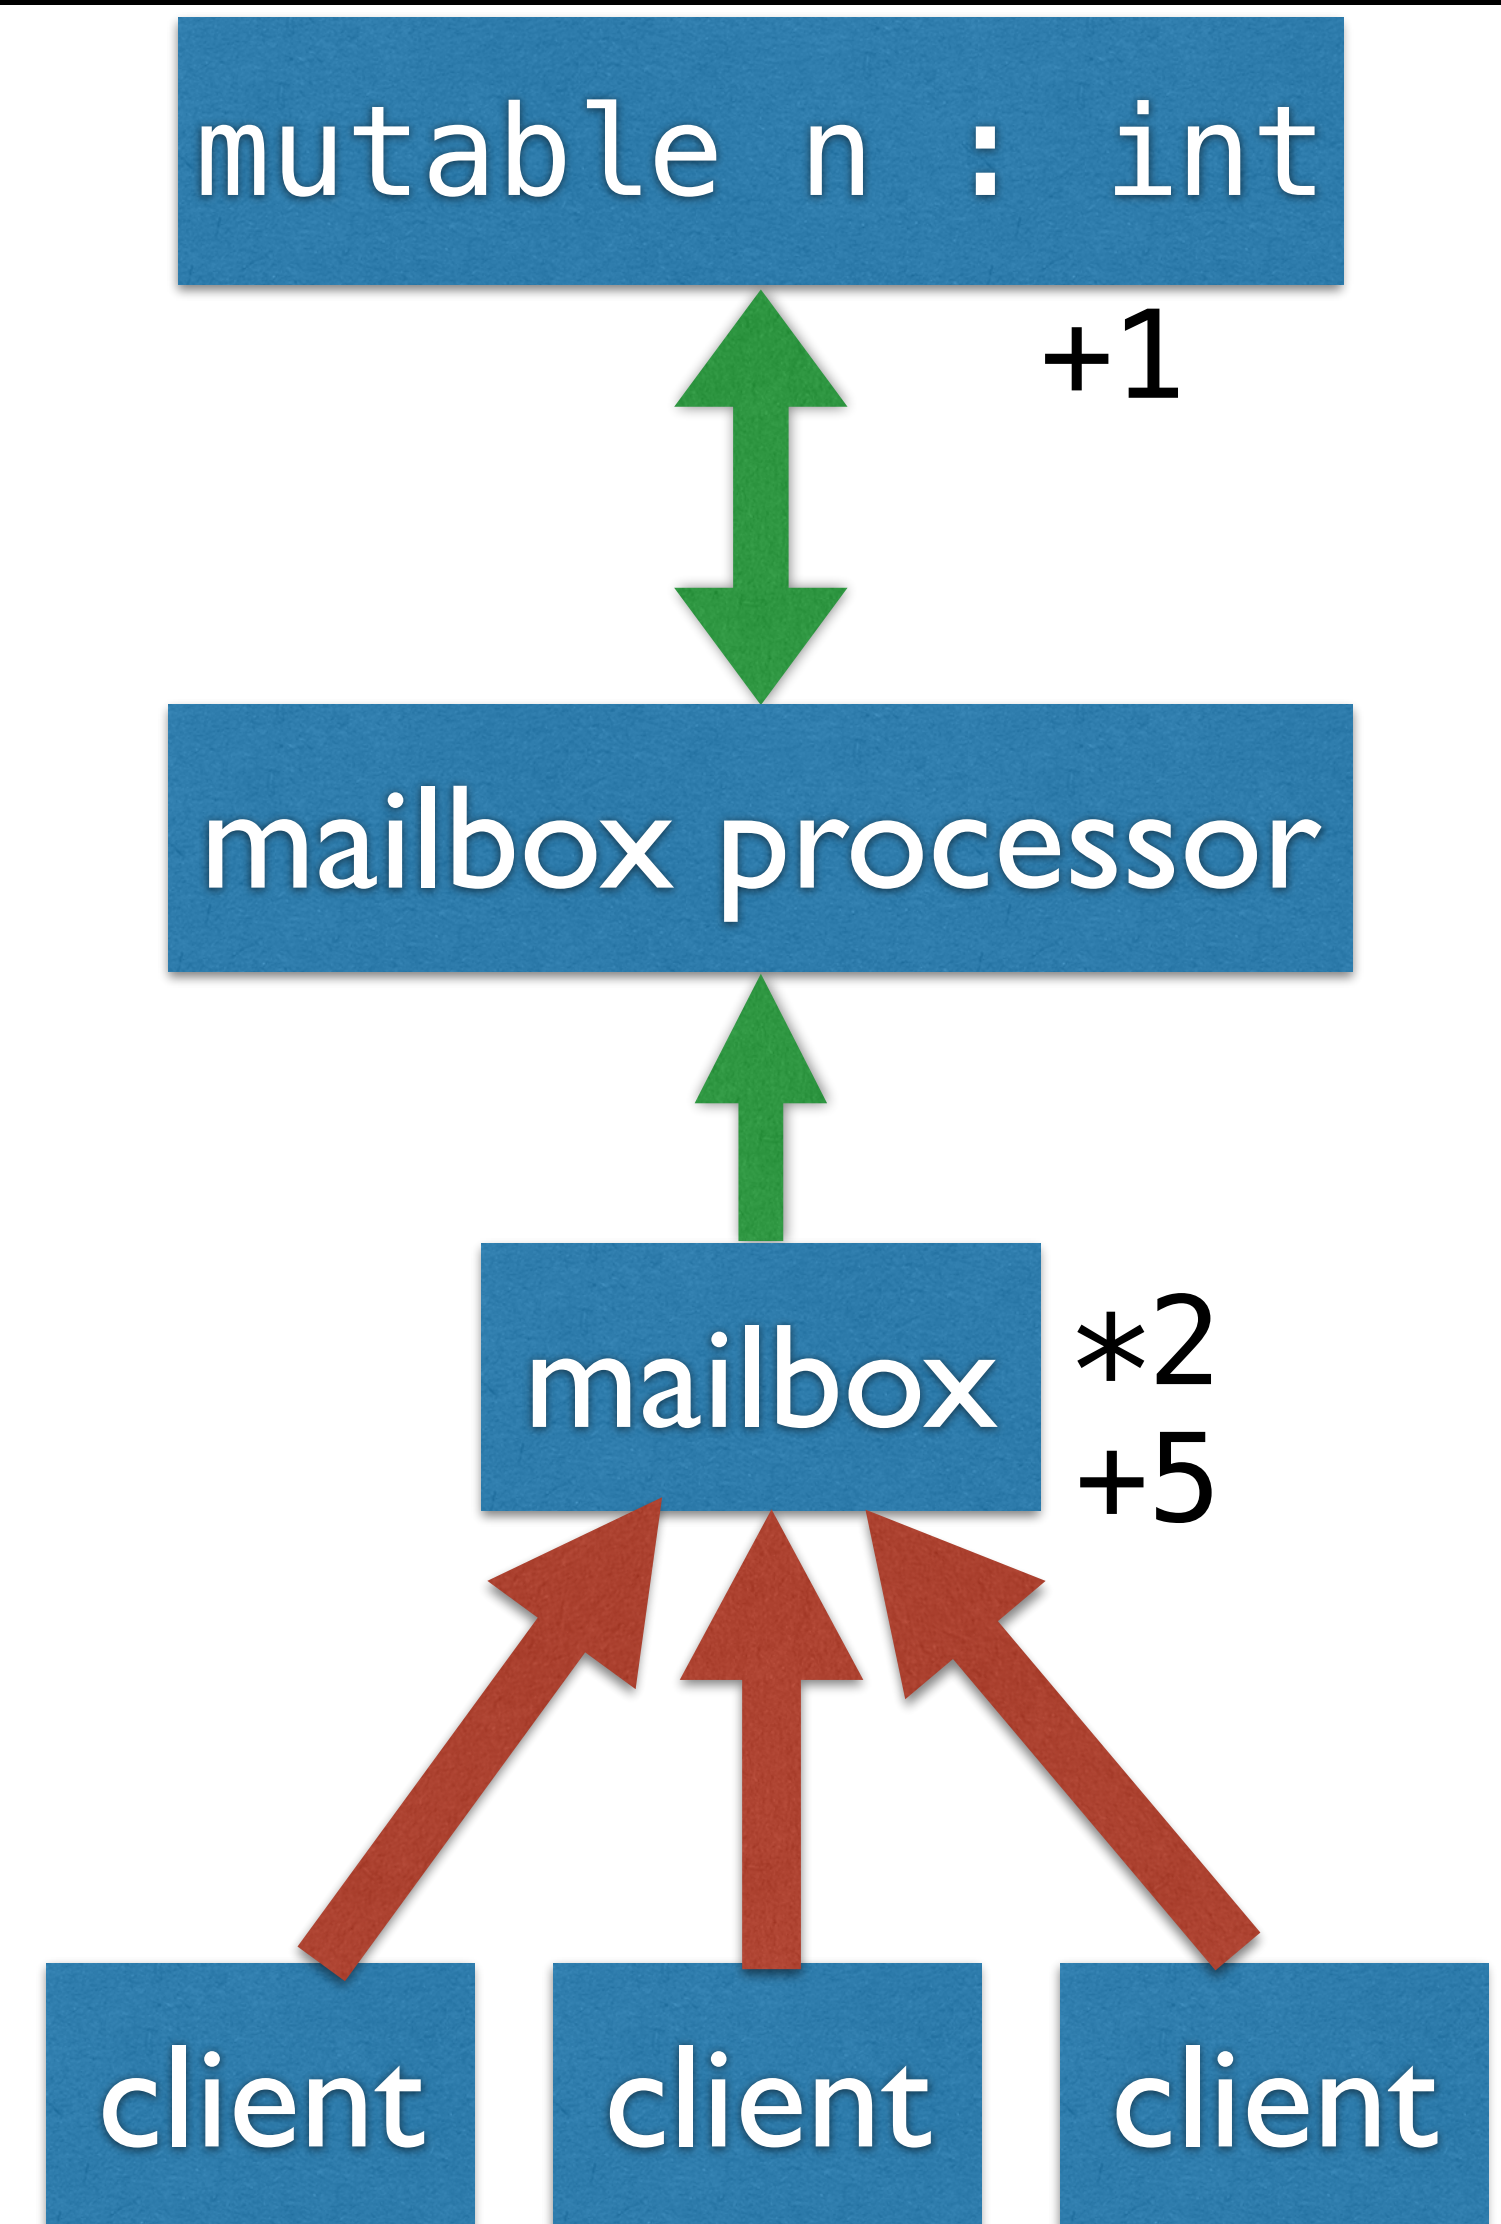 mutable n : int
+1
mailbox processor
mailbox
*2
+5
client
client
client